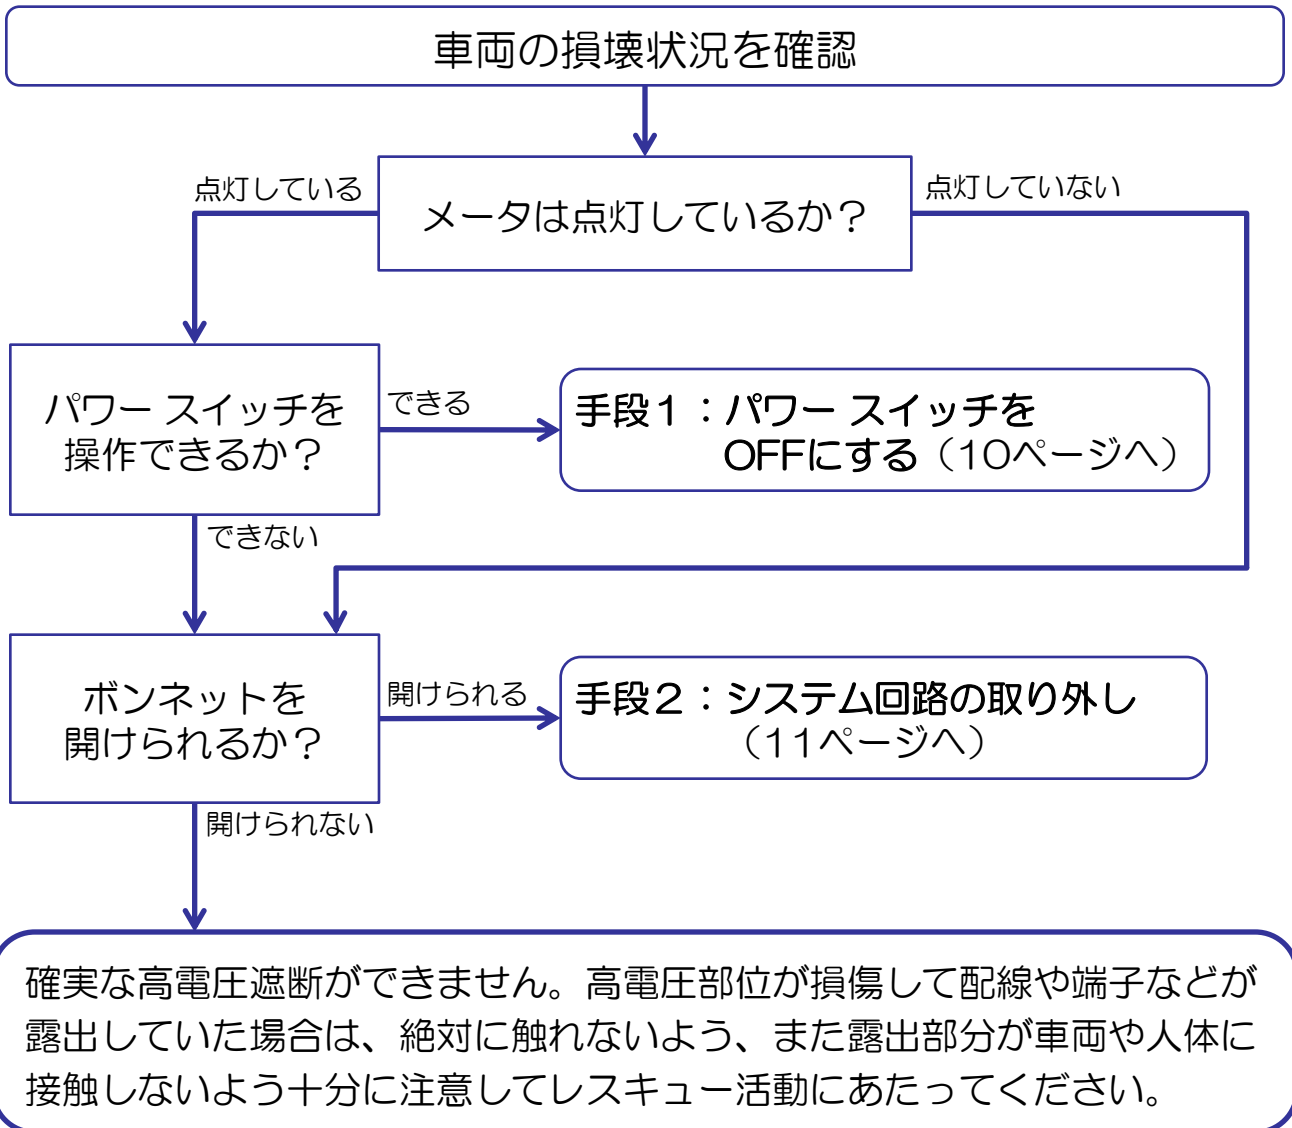 車両の損壊状況を確認
点灯している
メータは点灯しているか？
点灯していない
パワー スイッチを
操作できるか？
できる
手段１：パワー スイッチを
OFFにする（10ページへ）
できない
ボンネットを
開けられるか？
開けられる
手段２：システム回路の取り外し
（11ページへ）
開けられない
確実な高電圧遮断ができません。高電圧部位が損傷して配線や端子などが
露出していた場合は、絶対に触れないよう、また露出部分が車両や人体に
接触しないよう十分に注意してレスキュー活動にあたってください。